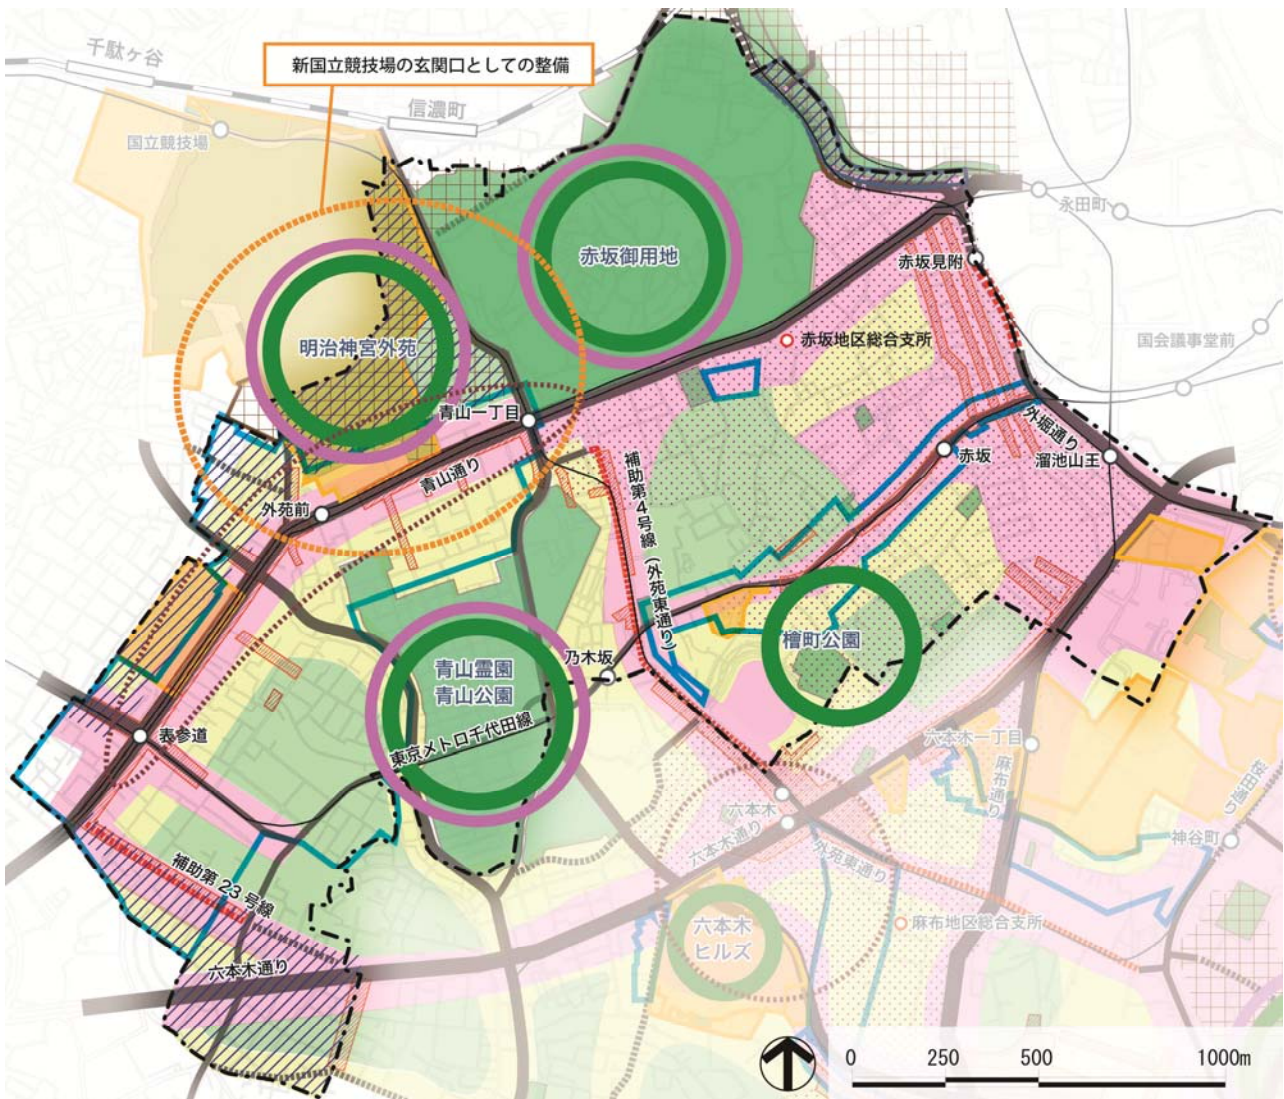 千駄ヶ谷
新国立競技場の玄関口としての整備
信濃町
国立競技場
永田町
赤坂御用地
赤坂見附
国会議事堂前
赤坂地区総合支所
明治神宮外苑
青山一丁目
外堀通り
溜池山王
赤坂
青山通り
外苑前
補助第4号線（外苑東通り）
檜町公園
乃木坂
青山霊園
青山公園
東京メトロ千代田線
表参道
六本木一丁目
麻布通り
桜田通り
神谷町
六本木
六本木通り
外苑東通り
補助第23号線
六本木
ヒルズ
麻布地区総合支所
六本木通り
0 250 500 1000m